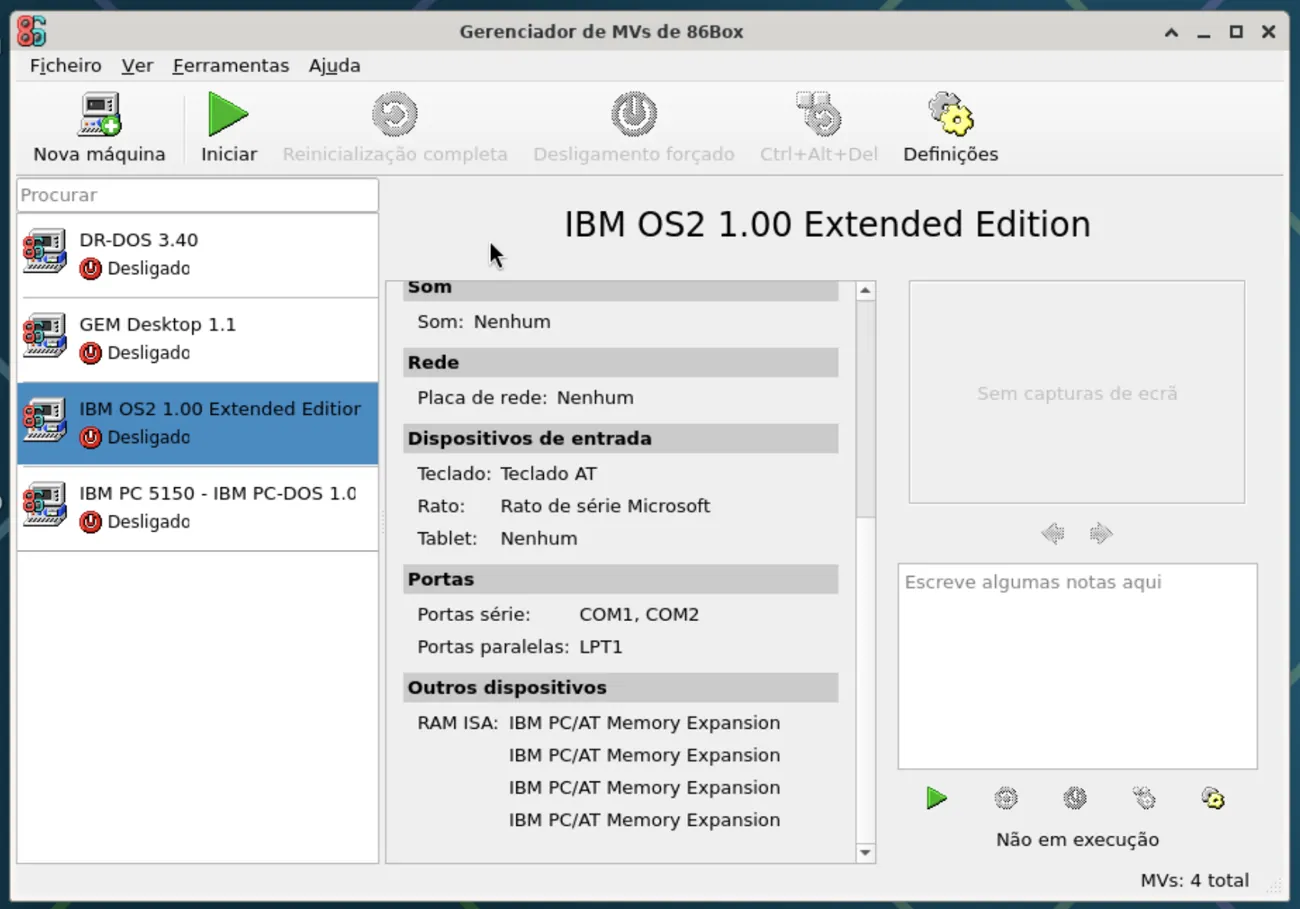 Gerenciador de MVs de 86Box
Ficheiro Ver Ferramentas Ajuda
Nova máquina Iniciar Reinicialização completa Desligamento forçado Ctrl+Alt+Del Definições
Procurar
DR-DOS 3.40
Desligado
GEM Desktop 1.1
Desligado
IBM OS2 1.00 Extended Edition
Desligado
IBM PC 5150 - IBM PC-DOS 1.0
Desligado
IBM OS2 1.00 Extended Edition
Som
Som: Nenhum
Rede
Placa de rede: Nenhum
Dispositivos de entrada
Teclado: Teclado AT
Rato: Rato de série Microsoft
Tablet: Nenhum
Portas
Portas série: COM1, COM2
Portas paralelas: LPT1
Outros dispositivos
RAM ISA: IBM PC/AT Memory Expansion
IBM PC/AT Memory Expansion
IBM PC/AT Memory Expansion
IBM PC/AT Memory Expansion
Sem capturas de ecrã
Escreve algumas notas aqui
Não em execução
MVs: 4 total